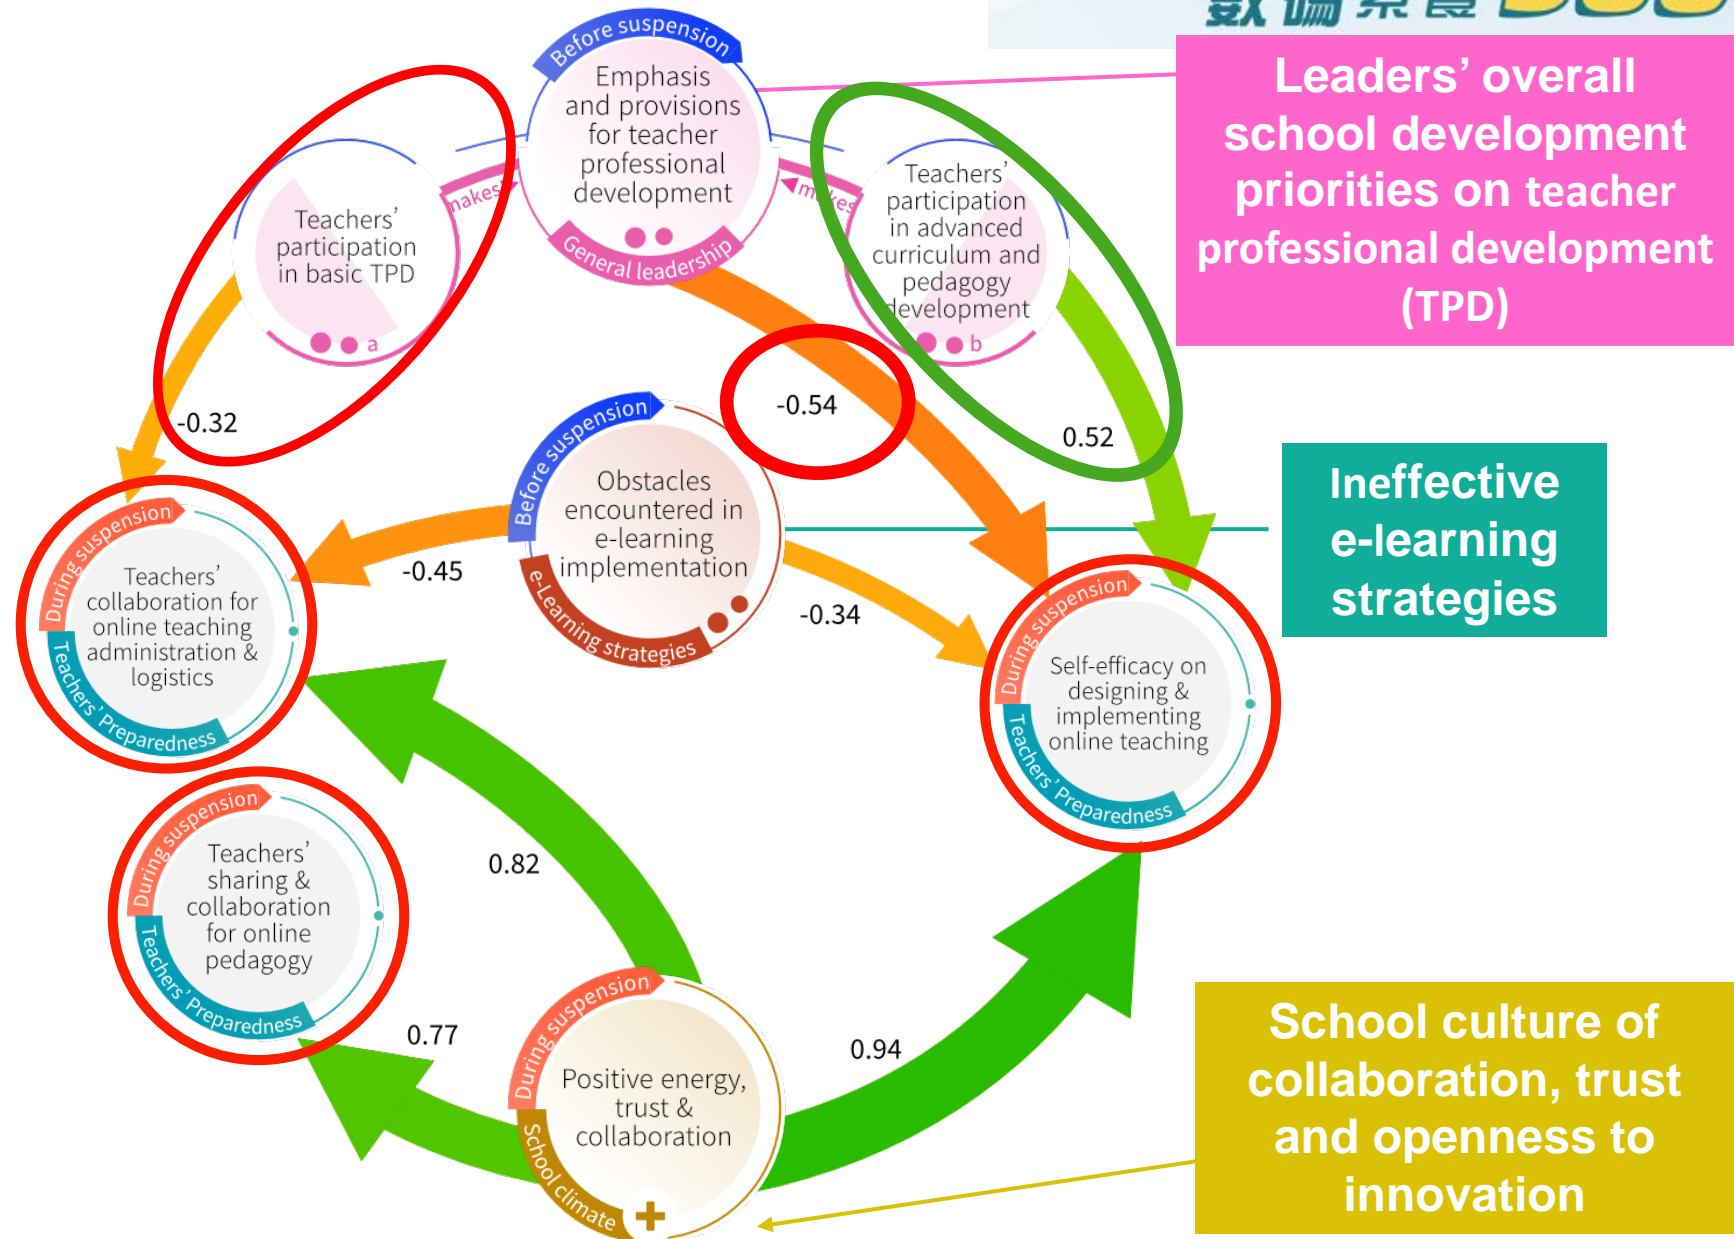 數碼素養
Before suspension
Emphasis
and provisions
for teacher
professional
development
General leadership
Leaders’ overall
school development
priorities on teacher
professional development
(TPD)
Teachers’
participation
in basic TPD
a
makes
Teachers’
participation
in advanced
curriculum and
pedagogy
development
b
-0.32
-0.54
0.52
Before suspension
Obstacles
encountered in
e-learning
implementation
e-Learning strategies
Ineffective
e-learning
strategies
-0.45
-0.34
During suspension
Teachers’
collaboration for
online teaching
administration &
logistics
Teachers’ Preparedness
During suspension
Self-efficacy on
designing &
implementing
online teaching
Teachers’ Preparedness
During suspension
Teachers’
sharing &
collaboration
for online
pedagogy
Teachers’ Preparedness
0.82
0.77
0.94
During suspension
Positive energy,
trust &
collaboration
School climate
School culture of
collaboration, trust
and openness to
innovation